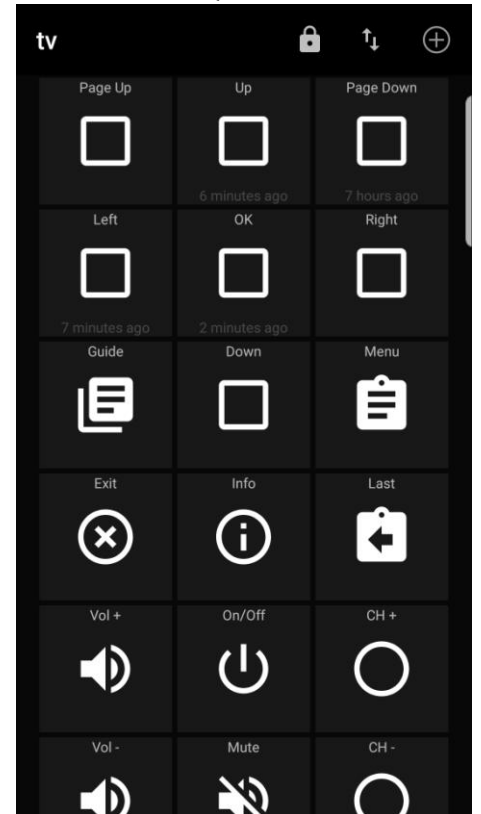 tv
Page Up Up Page Down
6 minutes ago 7 hours ago
Left OK Right
7 minutes ago 2 minutes ago
Guide Down Menu
Exit Info Last
Vol + On/Off CH +
Vol - Mute CH -